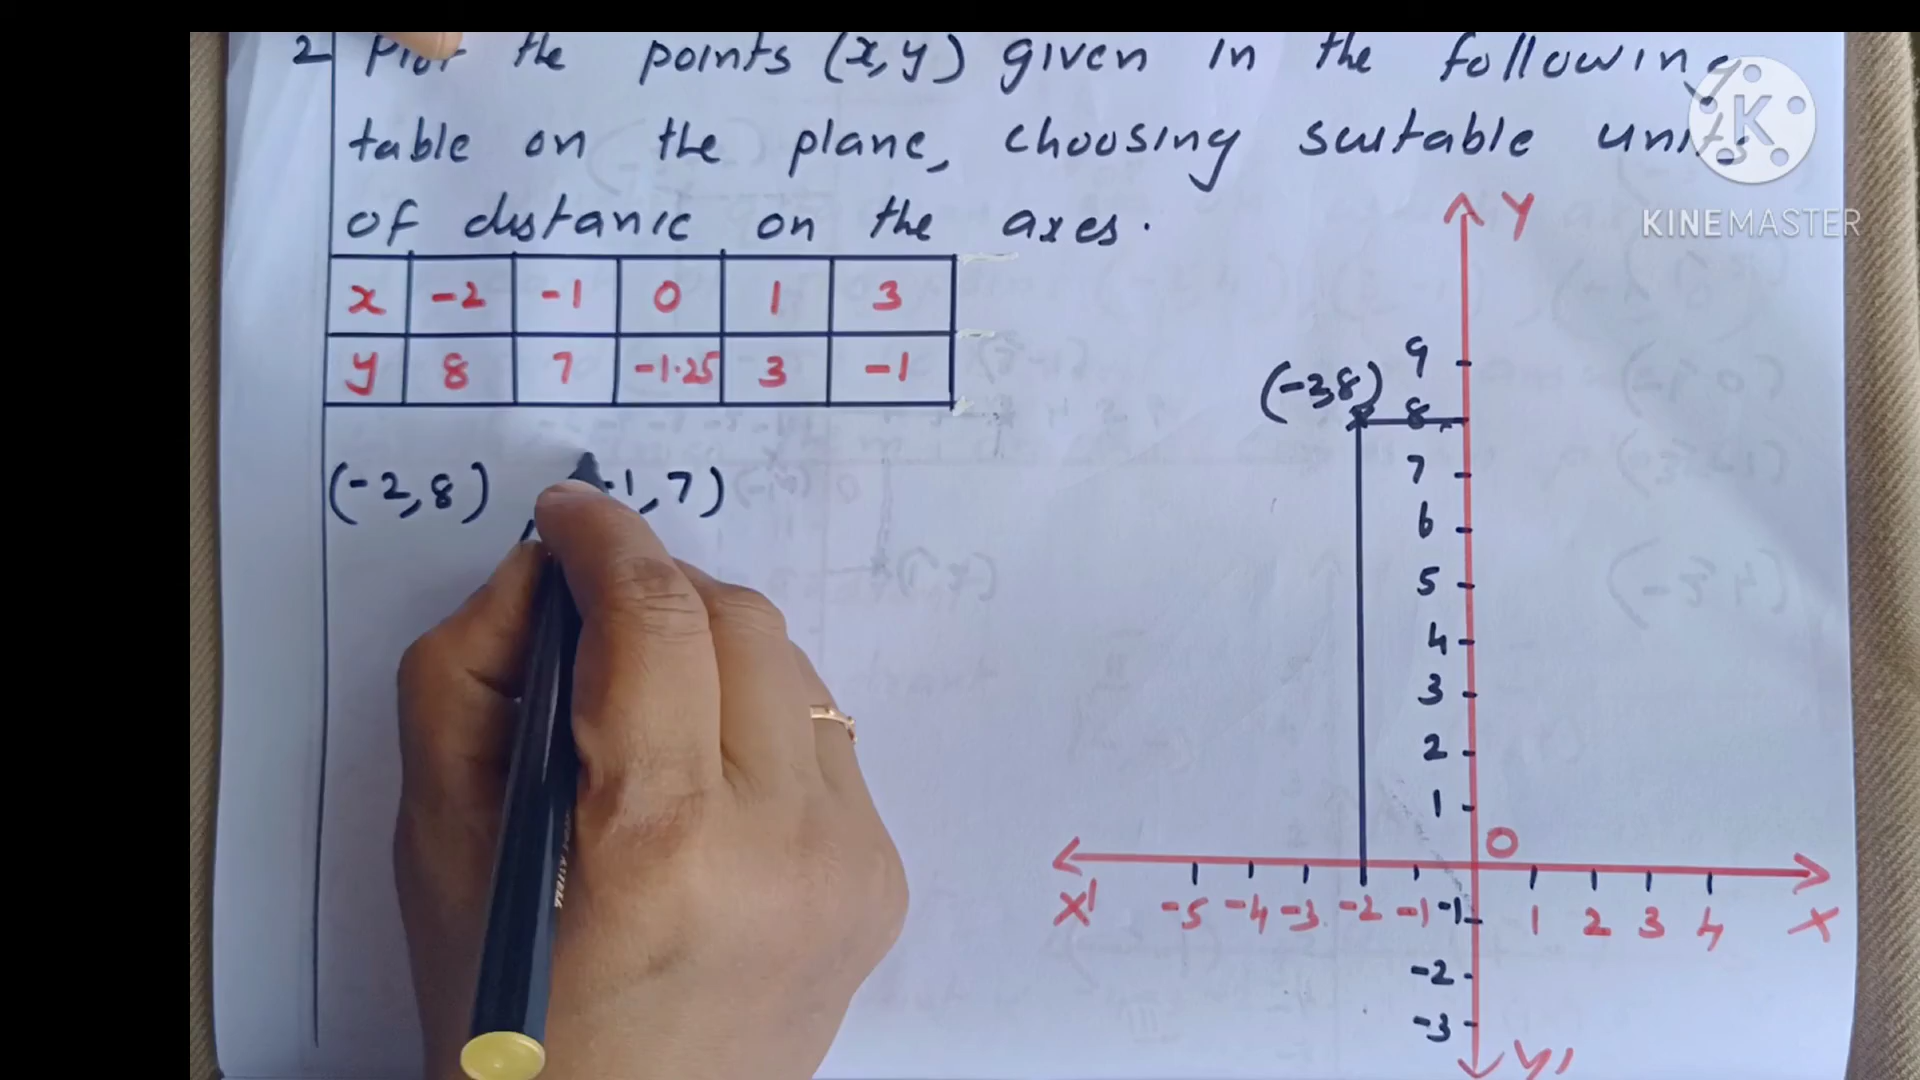 2 Plot the points (x,y) given in the following
table on the plane, choosing suitable units
of distance on the axes.
x -2 -1 0 1 3
y 8 7 -1.25 3 -1
(-2,8) -1,7)
K
KINEMASTER
Y
9
(-3,8) 8
7
6
5
4
3
2
1
O
X' -5 -4 -3 -2 -1 -1 1 2 3 4 X
-2
-3
Y'